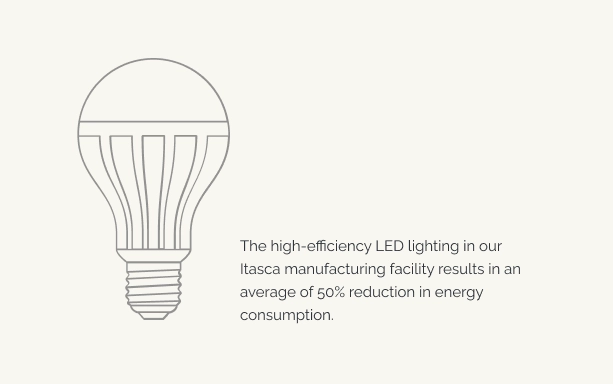 The high-efficiency LED lighting in our
Itasca manufacturing facility results in an
average of 50% reduction in energy
consumption.